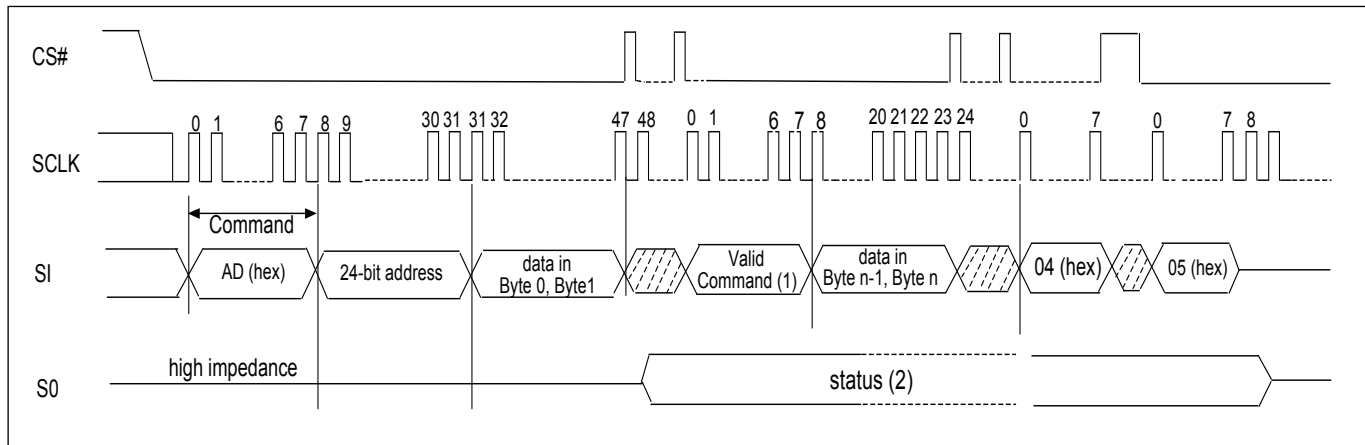 CS#
0 1 6 7 8 9 30 31 31 32 47 48 0 1 6 7 8 20 21 22 23 24 0 7 0 7 8
SCLK
Command
SI
AD (hex)
24-bit address
data in
Byte 0, Byte1
Valid
Command (1)
data in
Byte n-1, Byte n
04 (hex)
05 (hex)
high impedance
S0
status (2)